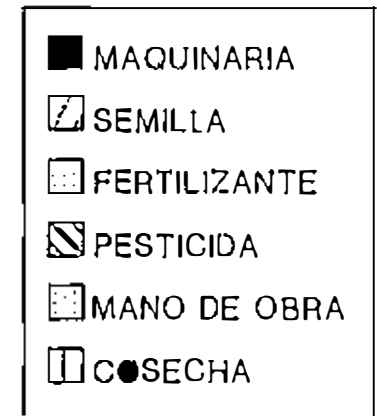 MAQUINARIA
SEMILLA
FERTILIZANTE
PESTICIDA
MANO DE OBRA
COSECHA